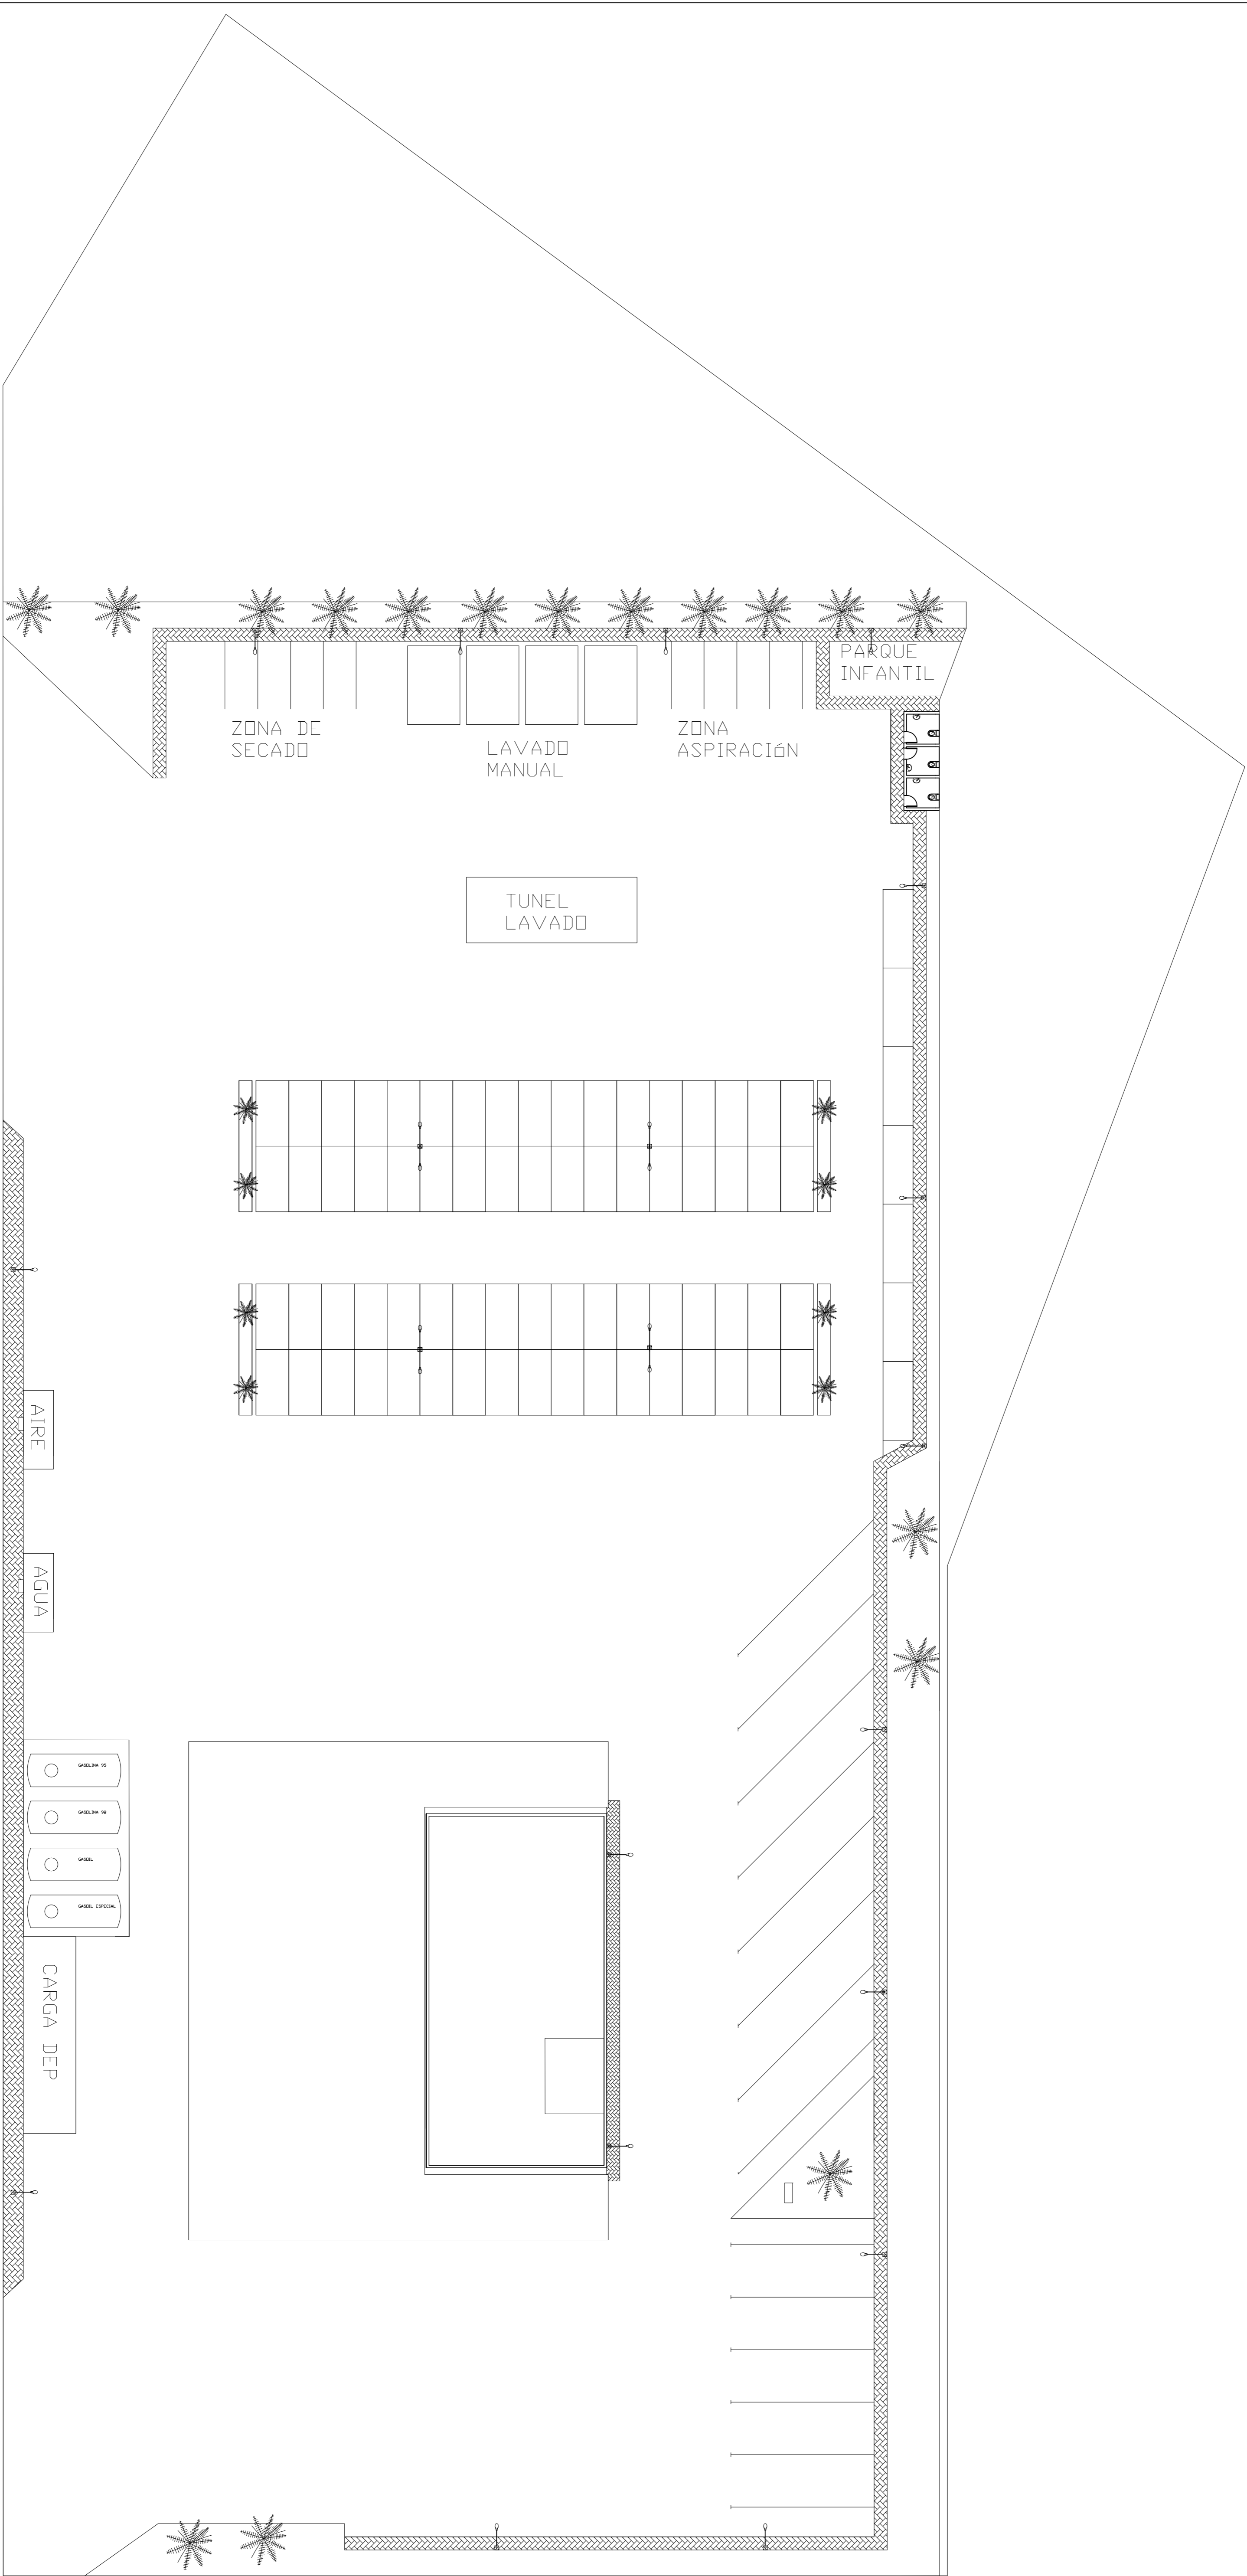 PARQUE
INFANTIL
ZONA DE
SECADO
LAVADO
MANUAL
ZONA
ASPIRACIóN
TUNEL
LAVADO
AIRE
AGUA
GASOLINA 95
GASOLINA 98
GASOIL
GASOIL ESPECIAL
CARGA DEP